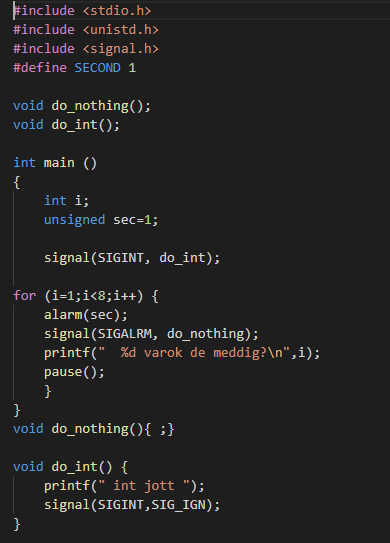 #include <stdio.h>
#include <unistd.h>
#include <signal.h>
#define SECOND 1
void do_nothing();
void do_int();
int main ()
{
int i;
unsigned sec=1;
signal(SIGINT, do_int);
for (i=1;i<8;i++) {
alarm(sec);
signal(SIGALRM, do_nothing);
printf("  %d varok de meddig?\n",i);
pause();
}
}
void do_nothing(){ ;}
void do_int() {
printf(" int jott ");
signal(SIGINT,SIG_IGN);
}